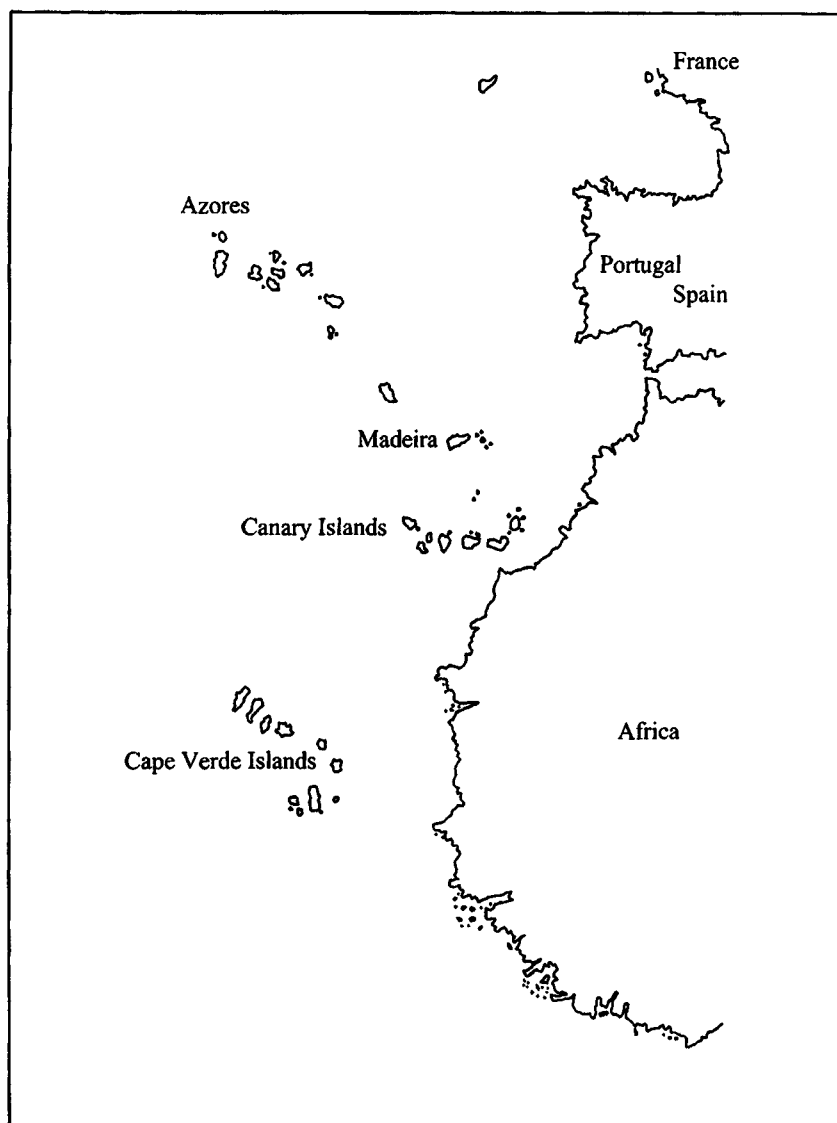 France
Azores
Portugal
Spain
Madeira
Canary Islands
Africa
Cape Verde Islands